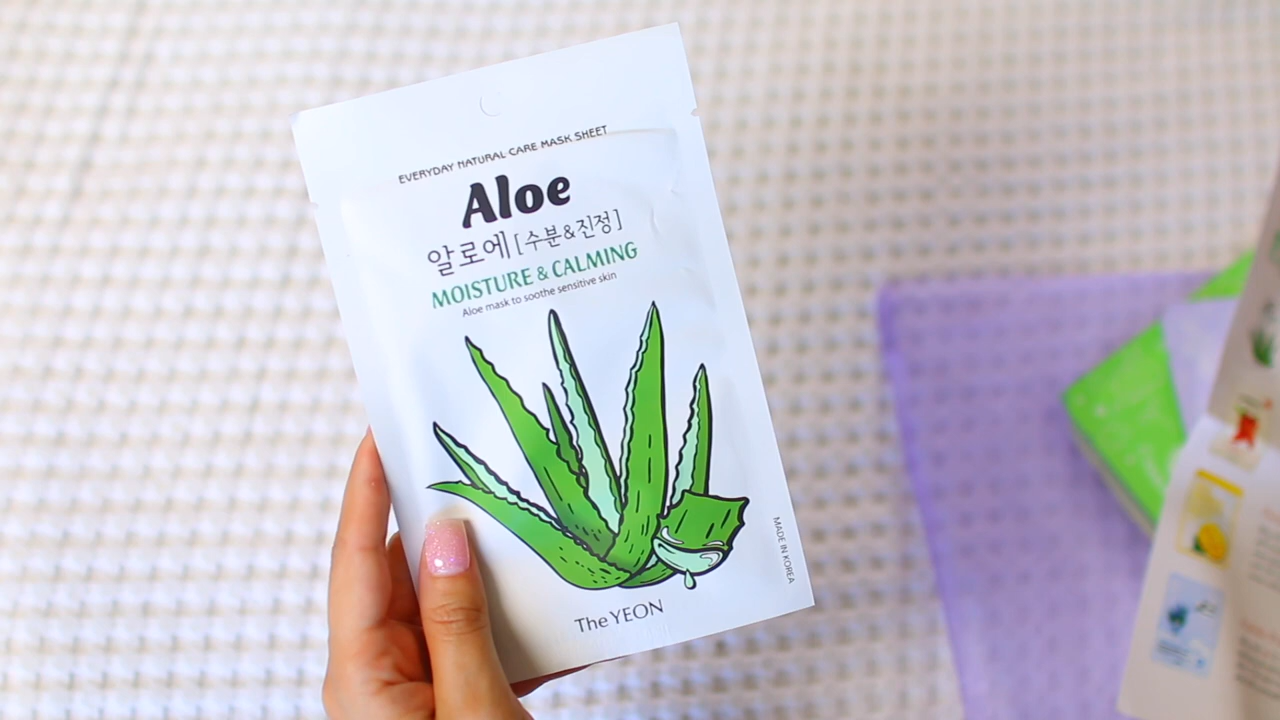 EVERYDAY NATURAL CARE MASK SHEET
Aloe
알로에 [수분&진정]
MOISTURE & CALMING
Aloe mask to soothe sensitive skin
The YEON
MADE IN KOREA